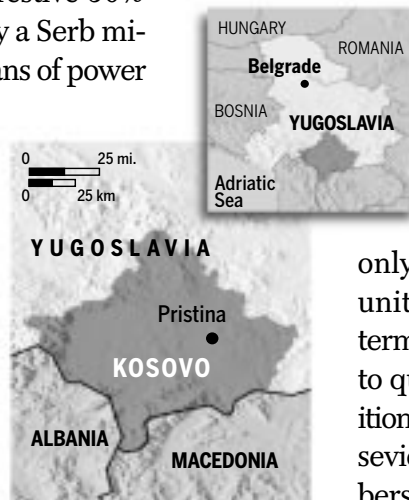 restive 90%
y a Serb mi-
ans of power
HUNGARY
ROMANIA
Belgrade
BOSNIA
YUGOSLAVIA
Adriatic
Sea
0 25 mi.
0 25 km
YUGOSLAVIA
Pristina
KOSOVO
ALBANIA
MACEDONIA
only
unit
term
to qu
ition
sevic
bers